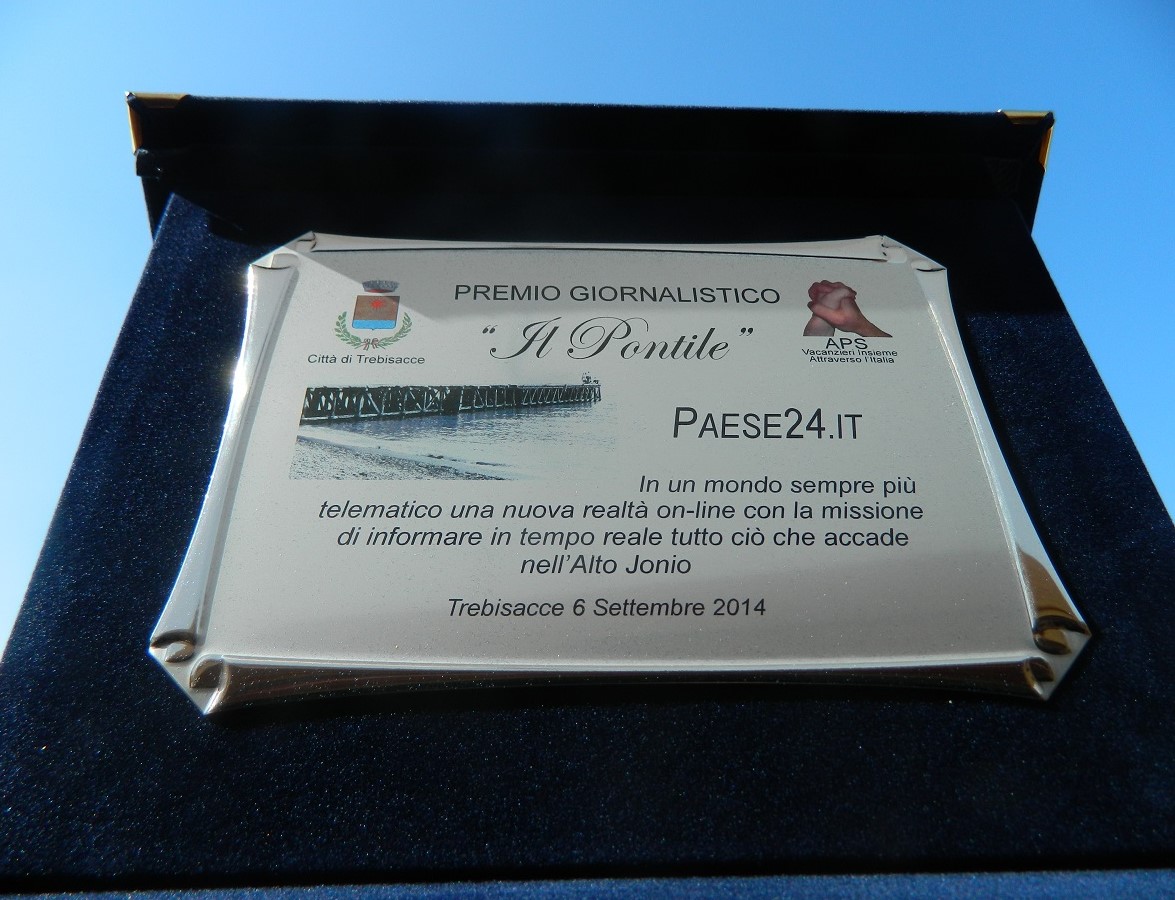 PREMIO GIORNALISTICO
"Il Pontile"
Città di Trebisacce
APS
Vacanzieri Insieme
Attraverso l'Italia
PAESE24.IT
In un mondo sempre più
telematico una nuova realtà on-line con la missione
di informare in tempo reale tutto ciò che accade
nell'Alto Jonio
Trebisacce 6 Settembre 2014